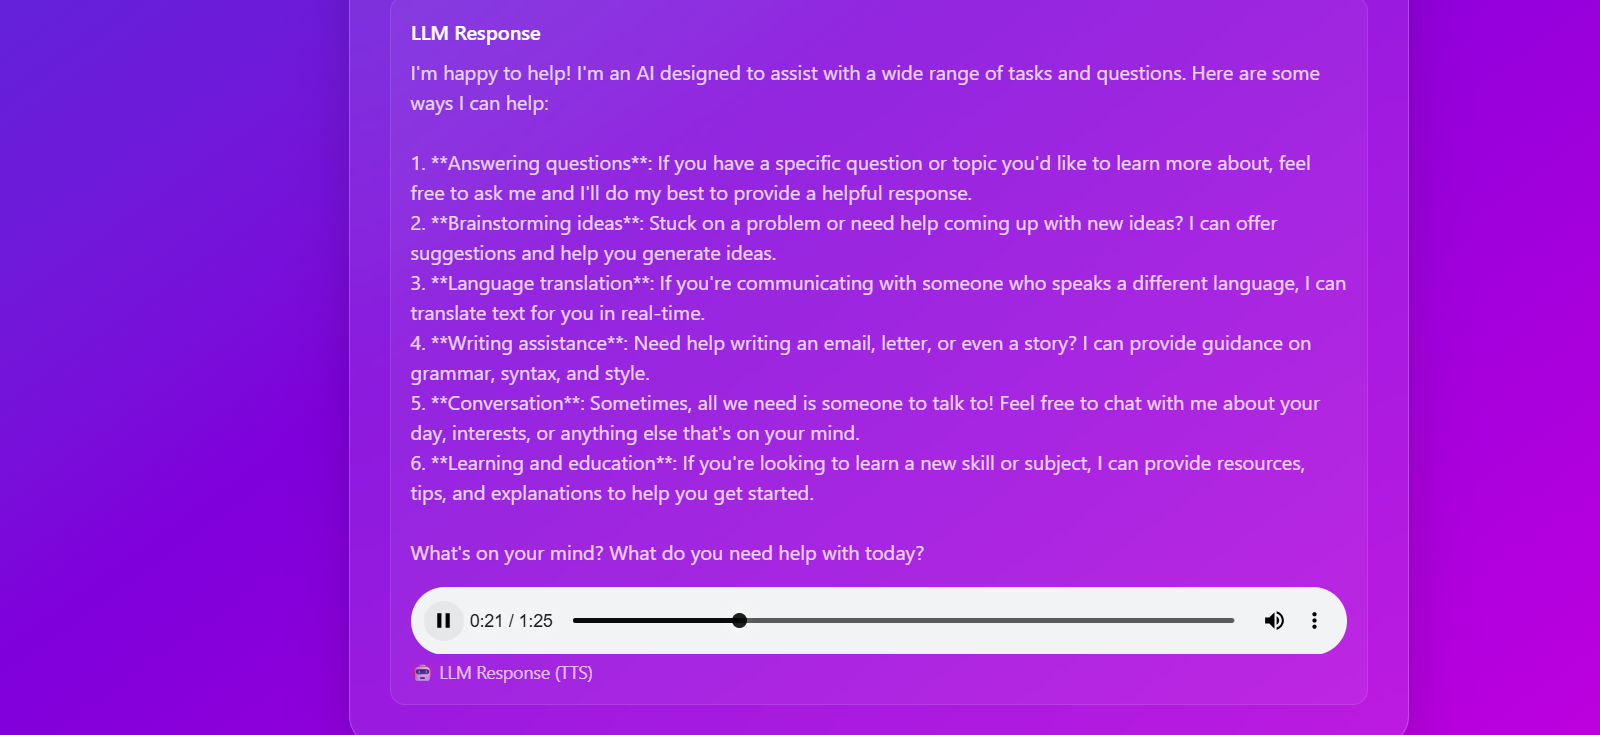 LLM Response
I'm happy to help! I'm an AI designed to assist with a wide range of tasks and questions. Here are some
ways I can help:
1. **Answering questions**: If you have a specific question or topic you'd like to learn more about, feel
free to ask me and I'll do my best to provide a helpful response.
2. **Brainstorming ideas**: Stuck on a problem or need help coming up with new ideas? I can offer
suggestions and help you generate ideas.
3. **Language translation**: If you're communicating with someone who speaks a different language, I can
translate text for you in real-time.
4. **Writing assistance**: Need help writing an email, letter, or even a story? I can provide guidance on
grammar, syntax, and style.
5. **Conversation**: Sometimes, all we need is someone to talk to! Feel free to chat with me about your
day, interests, or anything else that's on your mind.
6. **Learning and education**: If you're looking to learn a new skill or subject, I can provide resources,
tips, and explanations to help you get started.
What's on your mind? What do you need help with today?
0:21 / 1:25
LLM Response (TTS)